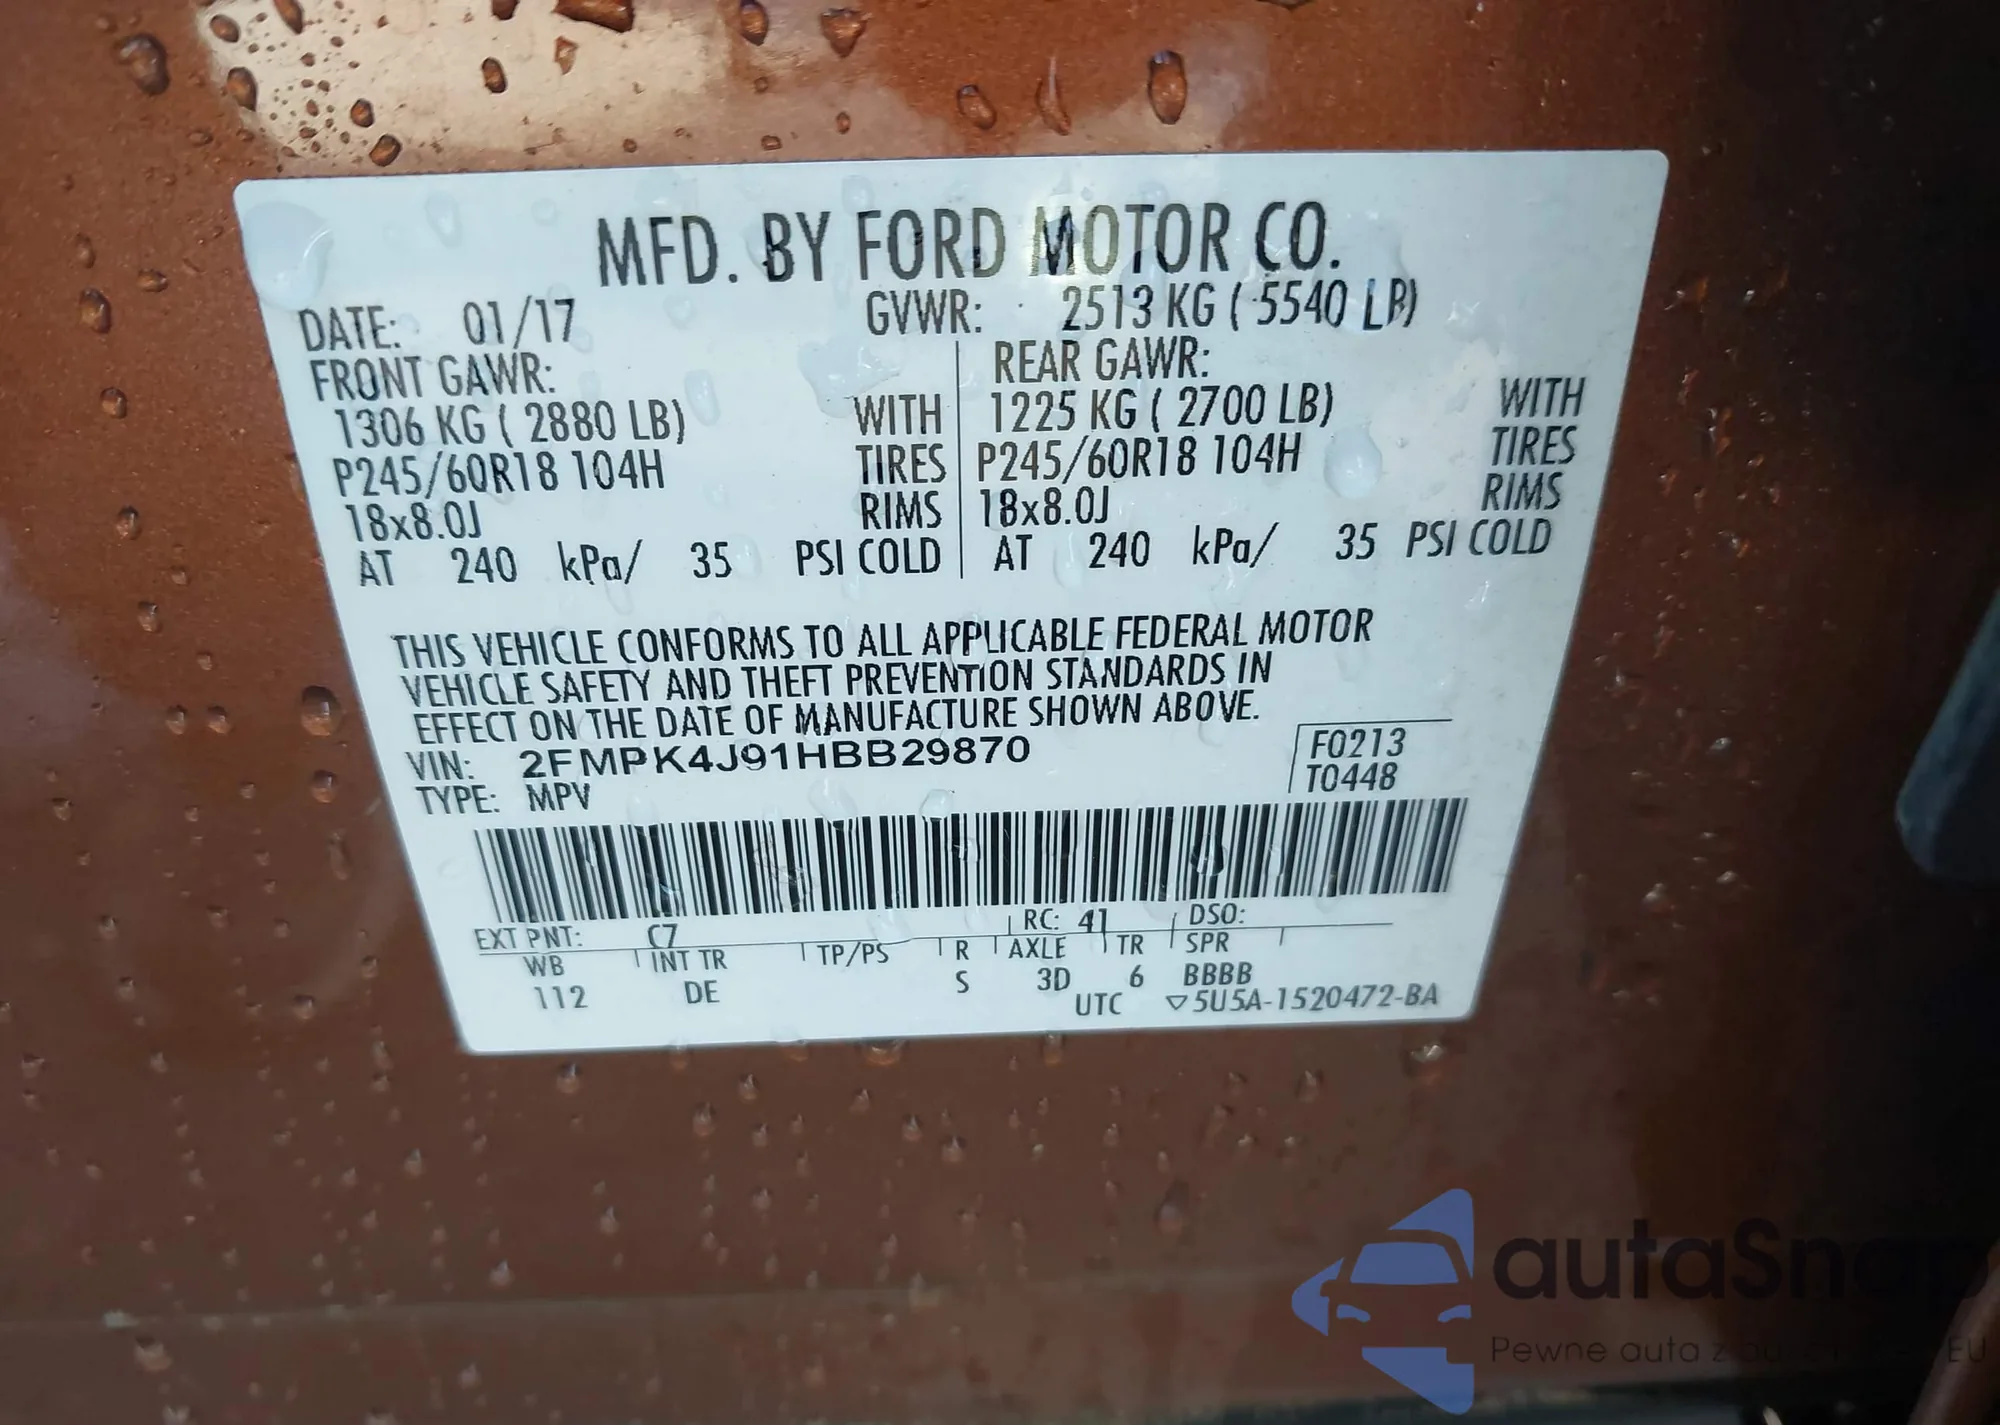 MFD. BY FORD MOTOR CO.
DATE: 01/17 GVWR: 2513 KG ( 5540 LB)
FRONT GAWR: REAR GAWR:
1306 KG ( 2880 LB) WITH 1225 KG ( 2700 LB) WITH
P245/60R18 104H TIRES P245/60R18 104H TIRES
18x8.0J RIMS 18x8.0J RIMS
AT 240 kPa/ 35 PSI COLD AT 240 kPa/ 35 PSI COLD
THIS VEHICLE CONFORMS TO ALL APPLICABLE FEDERAL MOTOR
VEHICLE SAFETY AND THEFT PREVENTION STANDARDS IN
EFFECT ON THE DATE OF MANUFACTURE SHOWN ABOVE.
VIN: 2FMPK4J91HBB29870 F0213
TYPE: MPV T0448
EXT PNT: C7 RC: 41 DSO:
WB INT TR TP/PS R AXLE TR SPR
112 DE S 3D 6 BBBB
UTC ▽5U5A-1520472-BA
autaSnap
Pewne auta z EU